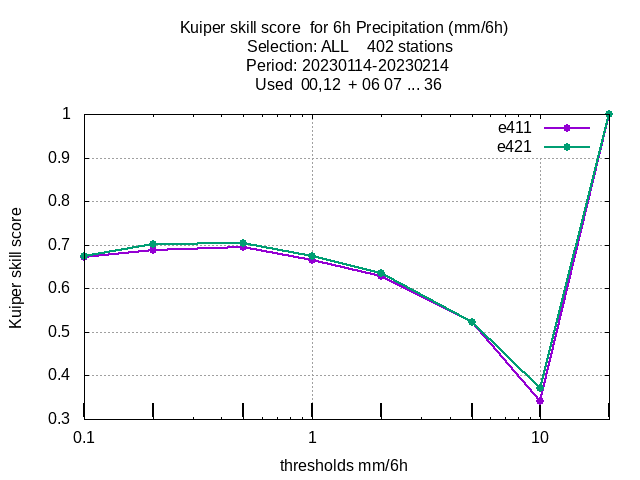 Kuiper skill score  for 6h Precipitation (mm/6h)
Selection: ALL    402 stations
Period: 20230114-20230214
Used  00,12  + 06 07 ... 36
e411
e421
1
0.9
0.8
0.7
0.6
0.5
0.4
0.3
Kuiper skill score
0.1
1
10
thresholds mm/6h